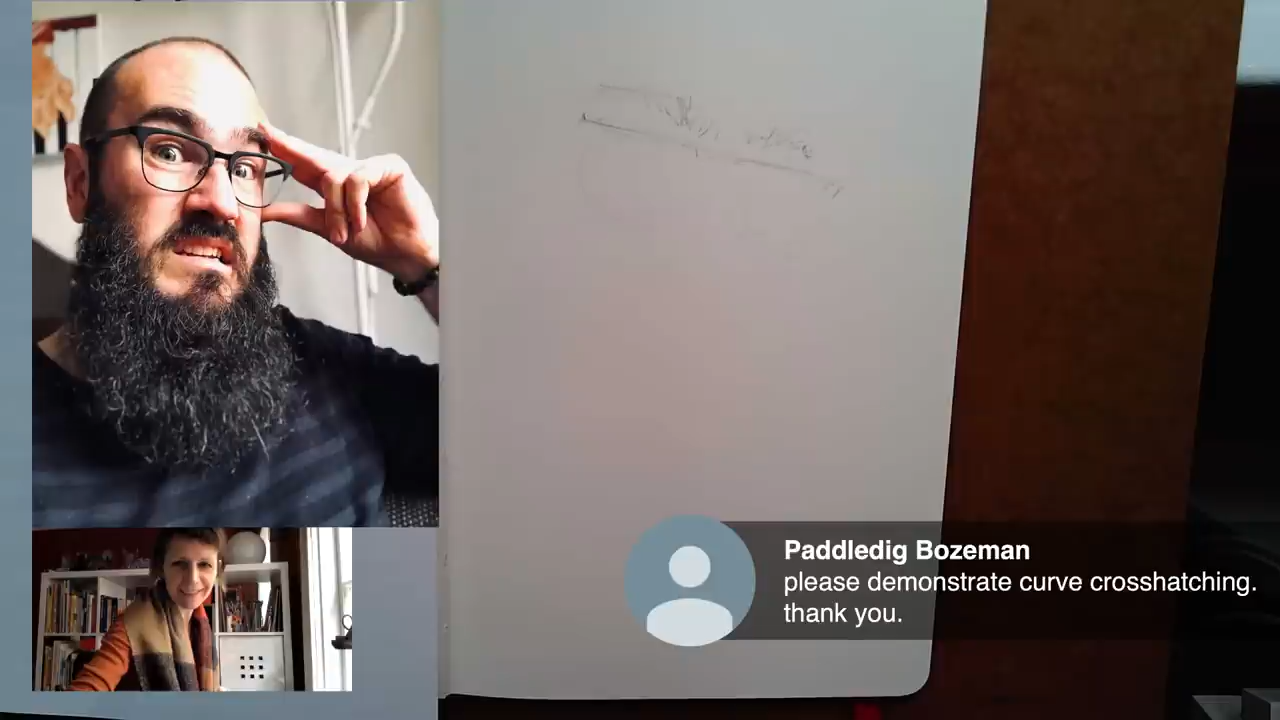 Paddledig Bozeman
please demonstrate curve crosshatching.
thank you.